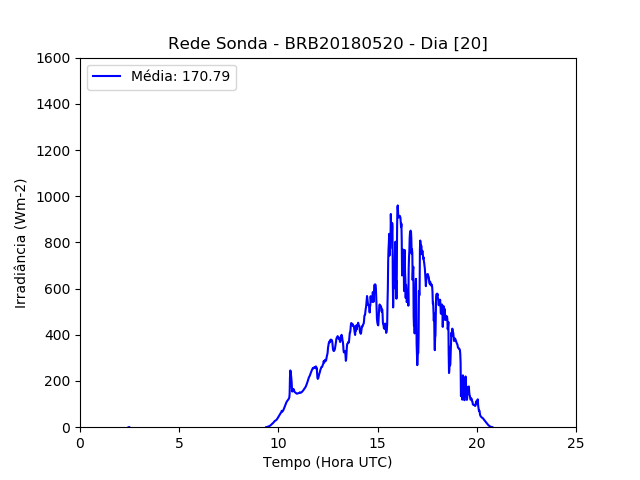 Rede Sonda - BRB20180520 - Dia [20]
Média: 170.79
1600
1400
1200
1000
800
600
400
200
0
Irradiância (Wm-2)
0 5 10 15 20 25
Tempo (Hora UTC)